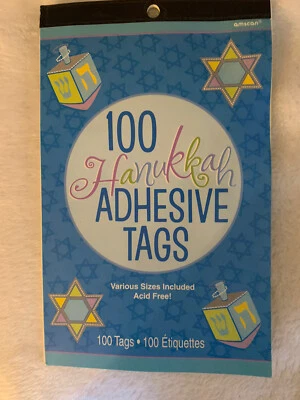 amscan®
100
Hanukkah
ADHESIVE
TAGS
Various Sizes Included
Acid Free!
100 Tags • 100 Étiquettes
ש ה
ש ה